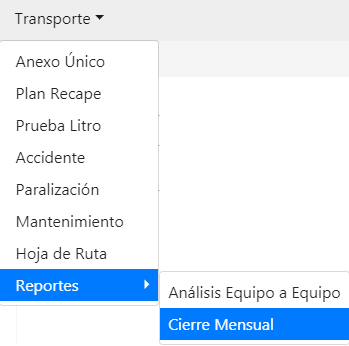 Transporte
Anexo Único
Plan Recape
Prueba Litro
Accidente
Paralización
Mantenimiento
Hoja de Ruta
Reportes
Análisis Equipo a Equipo
Cierre Mensual